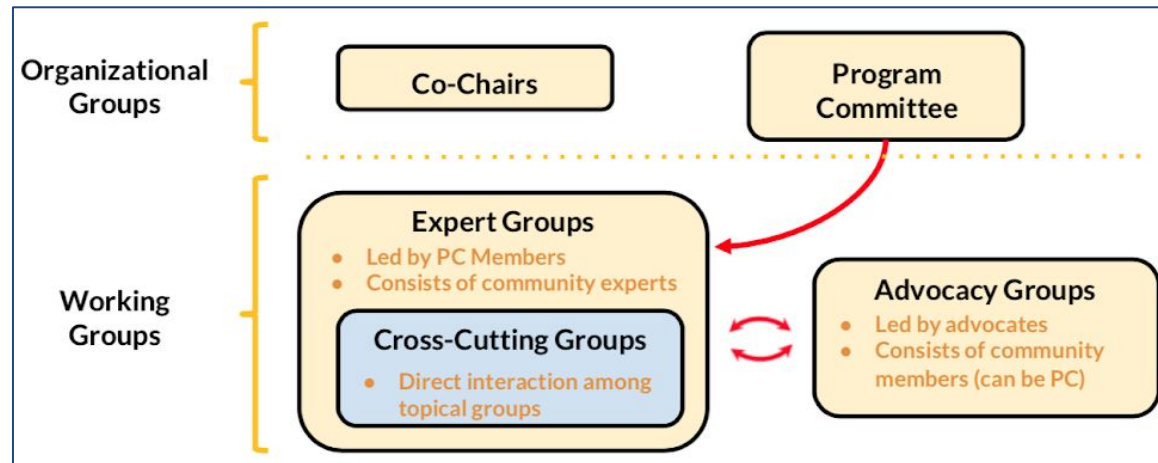 Organizational
Groups
Co-Chairs
Program
Committee
Working
Groups
Expert Groups
● Led by PC Members
● Consists of community experts
Cross-Cutting Groups
● Direct interaction among
topical groups
Advocacy Groups
● Led by advocates
● Consists of community
members (can be PC)